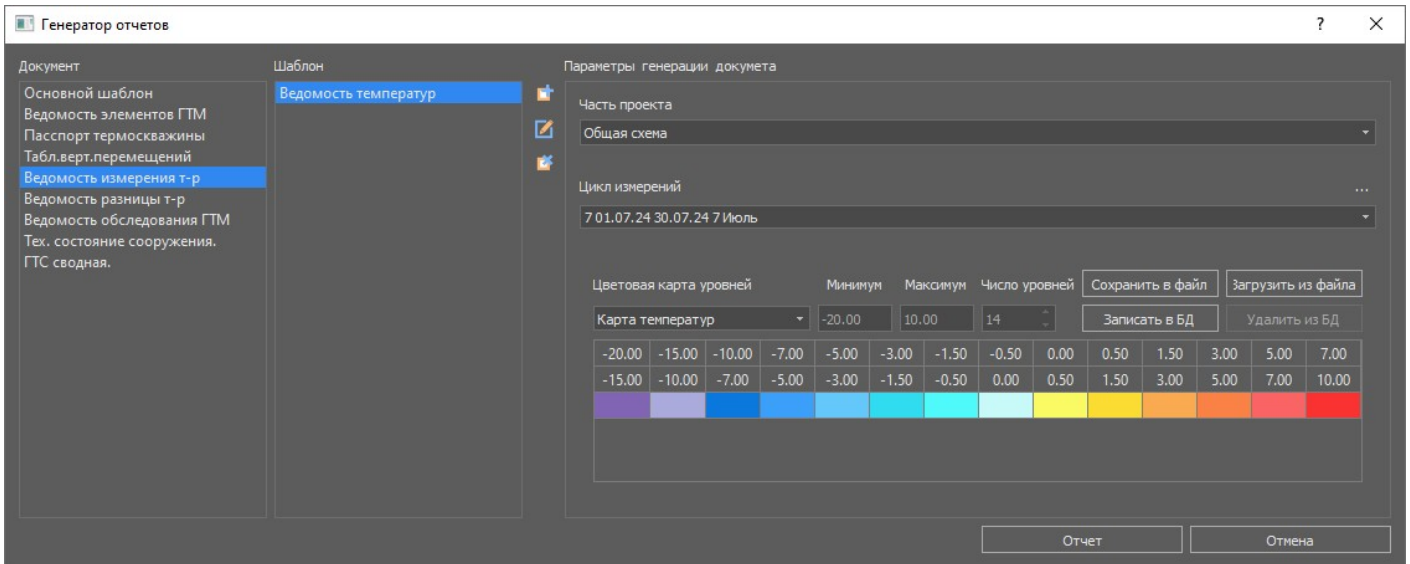 Генератор отчетов
?
Документ
Шаблон
Параметры генерации докумета
Основной шаблон
Ведомость элементов ГТМ
Пасспорт термоскважины
Табл.верт.перемещений
Ведомость измерения т-р
Ведомость разницы т-р
Ведомость обследования ГТМ
Тех. состояние сооружения.
ГТС сводная.
Ведомость температур
Часть проекта
Общая схема
Цикл измерений
...
7 01.07.24 30.07.24 7 Июль
Цветовая карта уровней Минимум Максимум Число уровней Сохранить в файл Загрузить из файла
Карта температур -20.00 10.00 14 Записать в БД Удалить из БД
-20.00 -15.00 -10.00 -7.00 -5.00 -3.00 -1.50 -0.50 0.00 0.50 1.50 3.00 5.00 7.00
-15.00 -10.00 -7.00 -5.00 -3.00 -1.50 -0.50 0.00 0.50 1.50 3.00 5.00 7.00 10.00
Отчет
Отмена